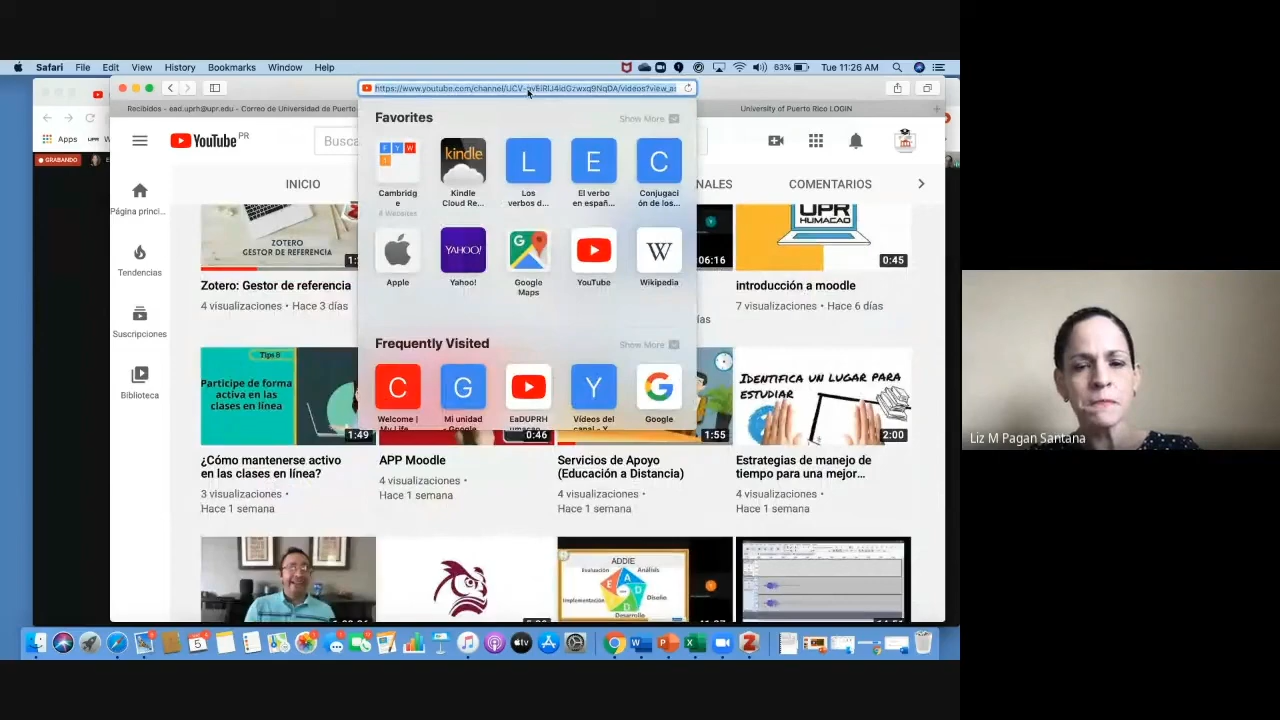 Safari File Edit View History Bookmarks Window Help
63% Tue 11:26 AM
Recibidos - ead.uprh@upr.edu - Correo de Universidad de Puerto
University of Puerto Rico LOGIN
Apps
GRABANDO
YouTube PR
Busca
INICIO
NALES
COMENTARIOS
Favorites
Show More
Cambridg
e
Kindle
Cloud Re...
Los
verbos d...
El verbo
en españ...
Conjugaci
ón de los...
kindle
L
E
C
Apple
Yahoo!
Google
Maps
YouTube
Wikipedia
YAHOO!
W
Frequently Visited
Show More
C
G
Y
Welcome |
My Life
Mi unidad
- Google
EaDUPRH
Vídeos del
canal - Y
Google
Página princi...
Tendencias
Suscripciones
Biblioteca
ZOTERO
GESTOR DE REFERENCIA
Zotero: Gestor de referencia
4 visualizaciones • Hace 3 días
06:16
ías
UPR
HUMACAO
0:45
introducción a moodle
7 visualizaciones • Hace 6 días
Tips 8
Participe de forma
activa en las
clases en línea
1:49
¿Cómo mantenerse activo
en las clases en línea?
3 visualizaciones •
Hace 1 semana
0:46
APP Moodle
4 visualizaciones •
Hace 1 semana
1:55
Servicios de Apoyo
(Educación a Distancia)
4 visualizaciones •
Hace 1 semana
IDENTIFICA UN LUGAR PARA
ESTUDIAR
2:00
Estrategias de manejo de
tiempo para una mejor...
4 visualizaciones •
Hace 1 semana
ADDIE
Evaluación
Análisis
Implementación
Diseño
Desarrollo
Liz M Pagan Santana